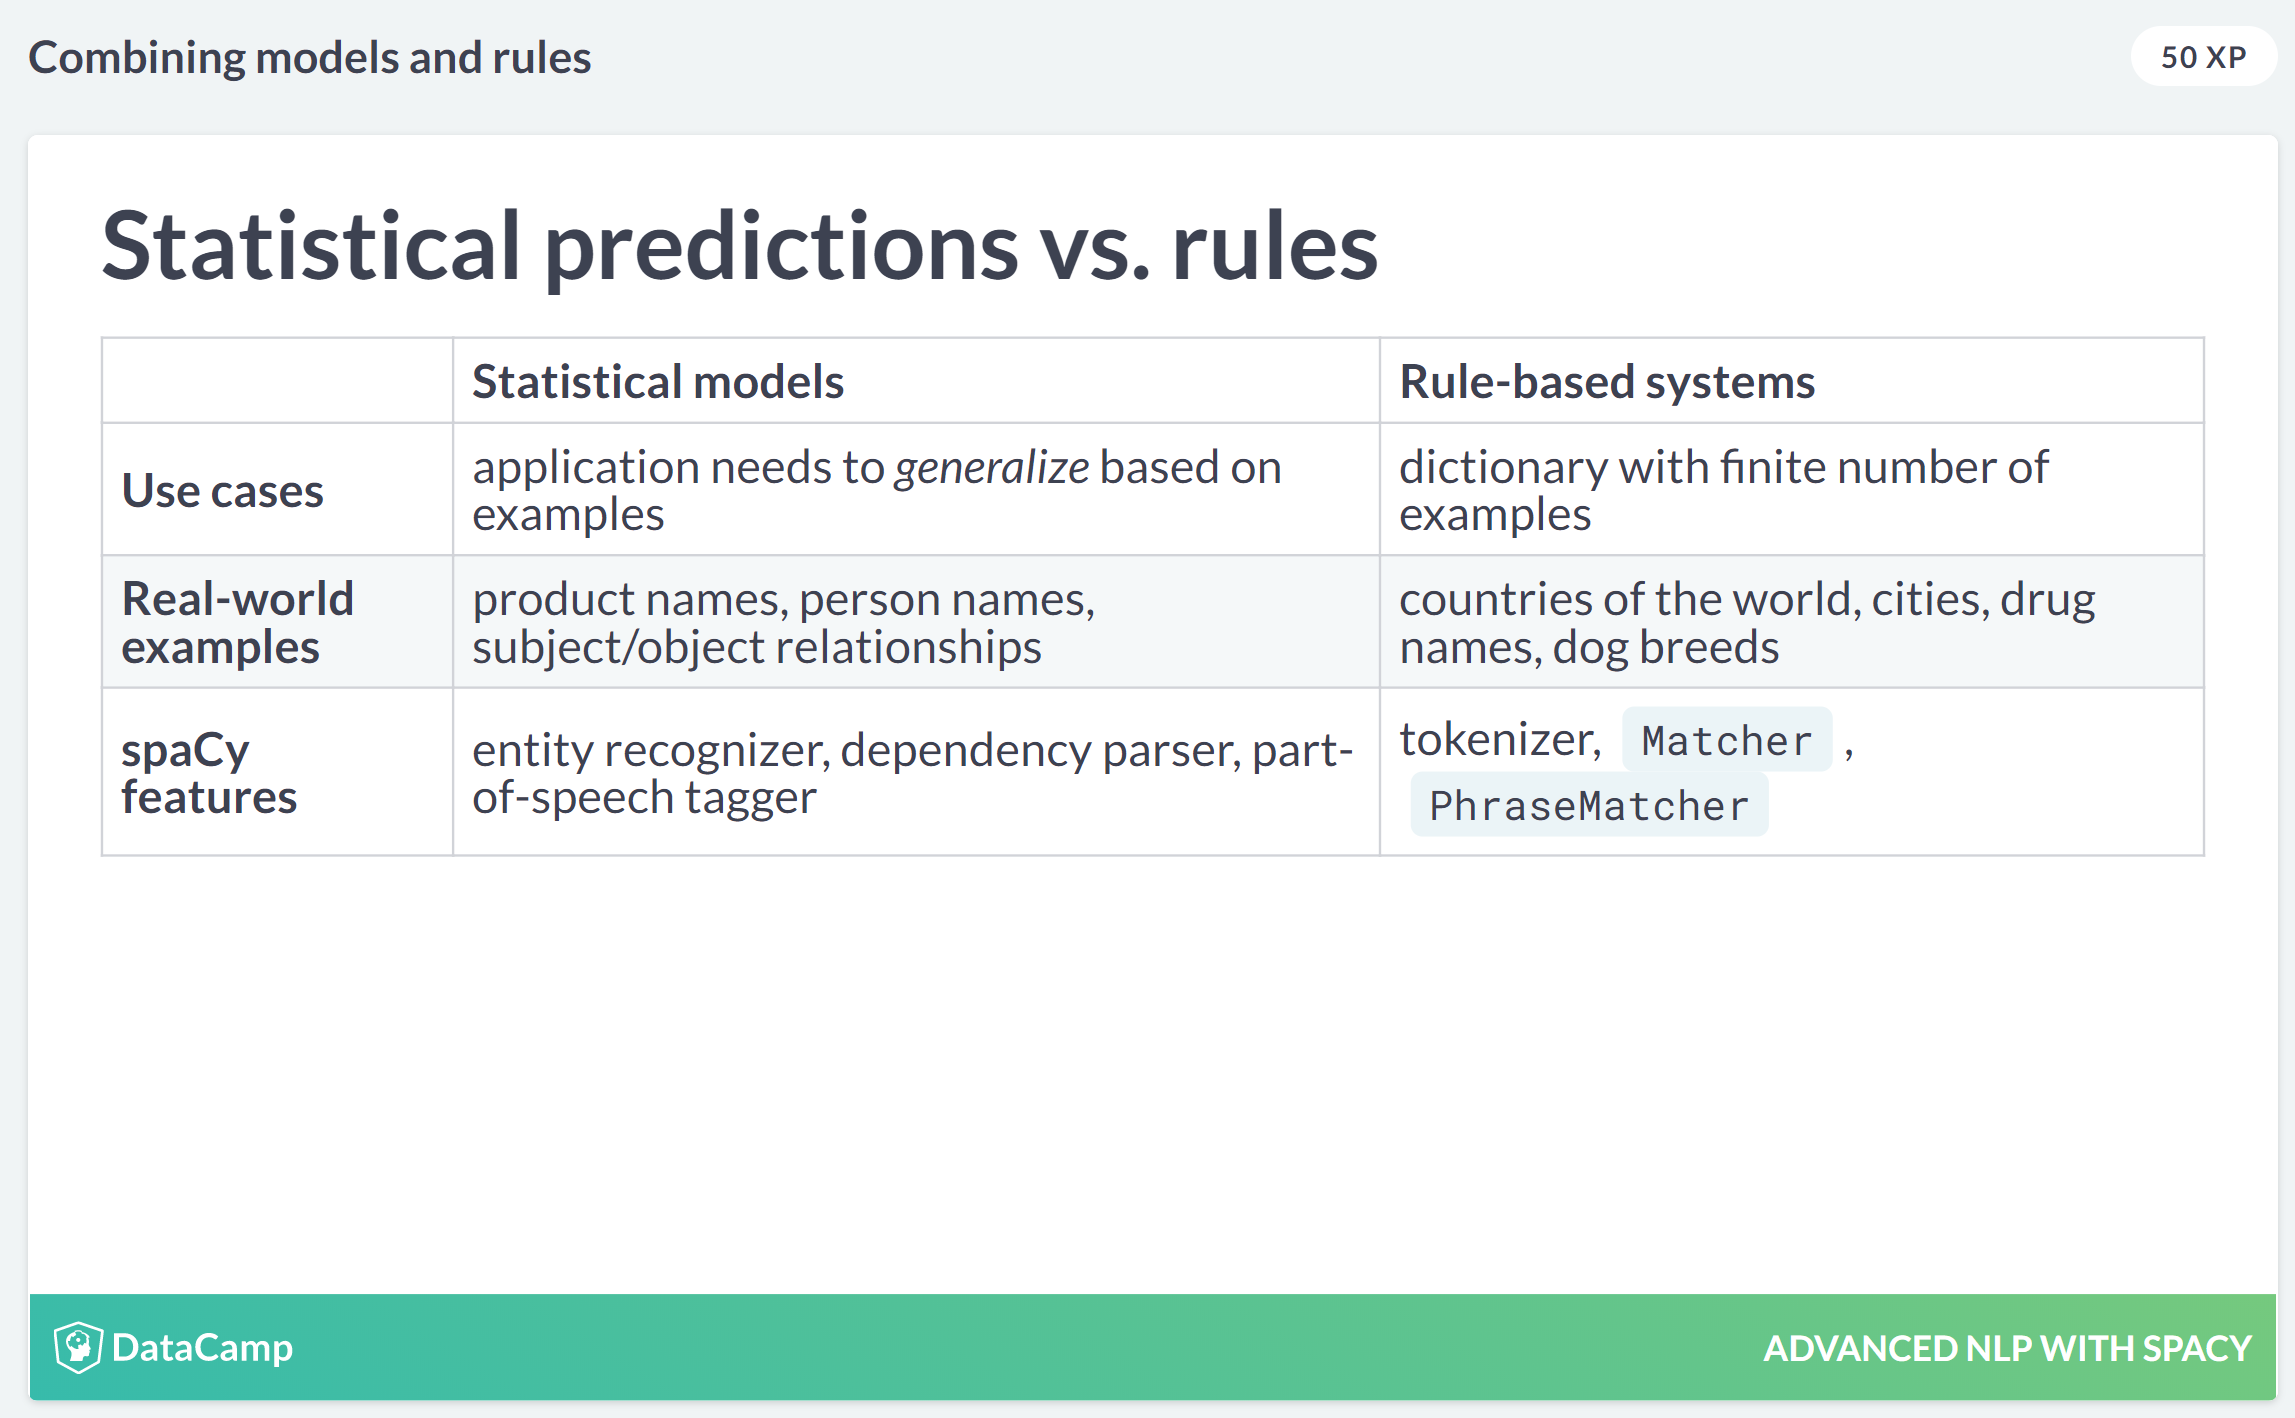 Combining models and rules
50 XP
Statistical predictions vs. rules
Statistical models
Rule-based systems
Use cases
application needs to generalize based on
examples
dictionary with finite number of
examples
Real-world
examples
product names, person names,
subject/object relationships
countries of the world, cities, drug
names, dog breeds
spaCy
features
entity recognizer, dependency parser, part-
of-speech tagger
tokenizer, Matcher ,
PhraseMatcher
DataCamp
ADVANCED NLP WITH SPACY